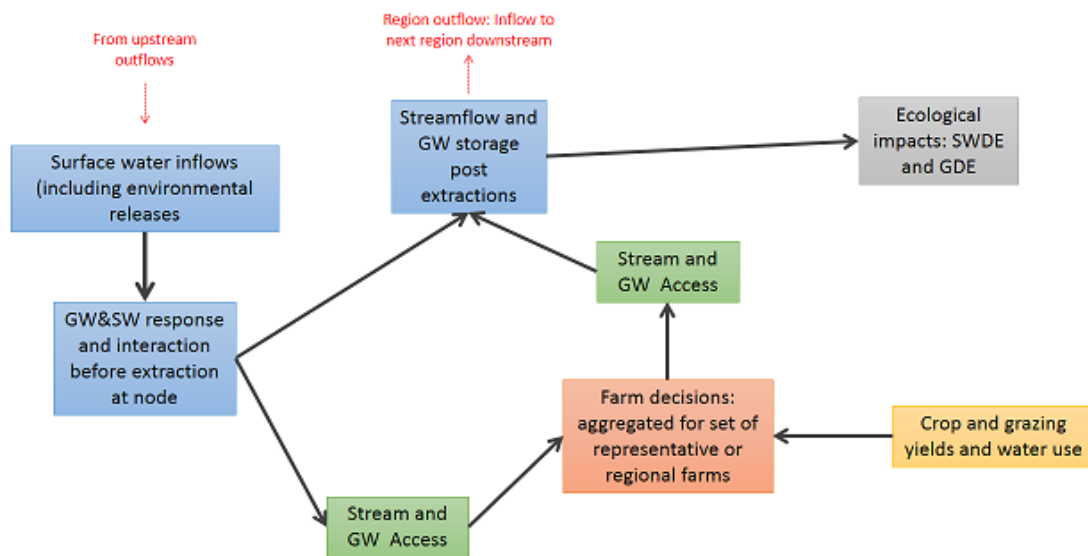 From upstream
outflows
Region outflow: Inflow to
next region downstream
Surface water inflows
(including environmental
releases
Streamflow and
GW storage
post
extractions
Ecological
impacts: SWDE
and GDE
GW&SW response
and interaction
before extraction
at node
Stream and
GW Access
Farm decisions:
aggregated for set of
representative or
regional farms
Crop and grazing
yields and water use
Stream and
GW Access